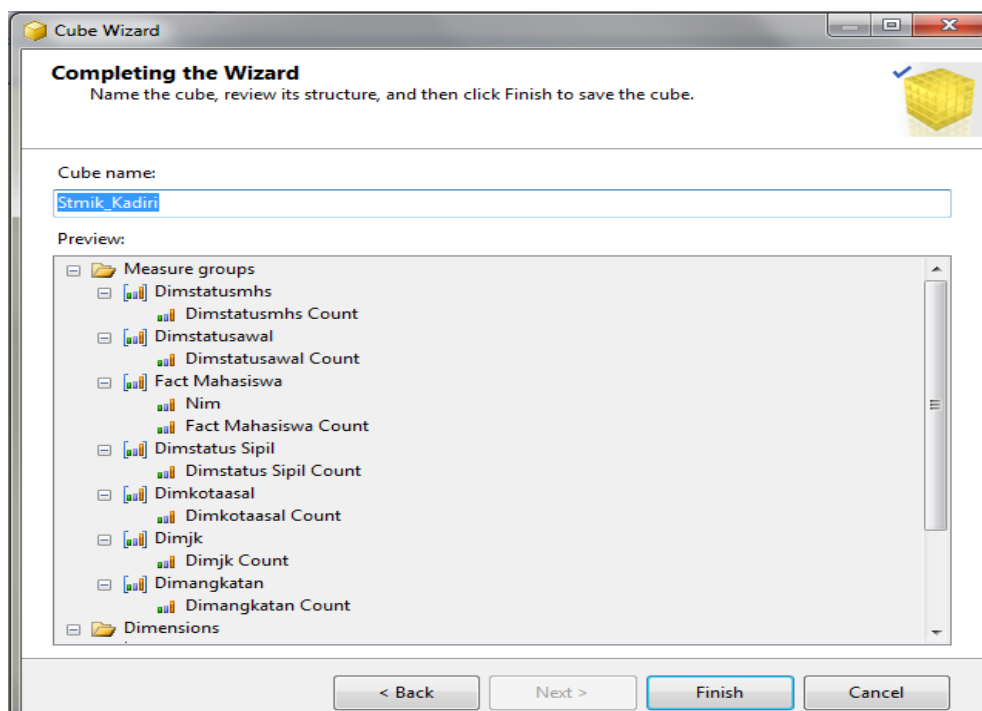 Cube Wizard
Completing the Wizard
Name the cube, review its structure, and then click Finish to save the cube.
Cube name:
Stmik_Kadiri
Preview:
Measure groups
Dimstatusmhs
Dimstatusmhs Count
Dimstatusawal
Dimstatusawal Count
Fact Mahasiswa
Nim
Fact Mahasiswa Count
Dimstatus Sipil
Dimstatus Sipil Count
Dimkotaasal
Dimkotaasal Count
Dimjk
Dimjk Count
Dimangkatan
Dimangkatan Count
Dimensions
< Back
Next >
Finish
Cancel